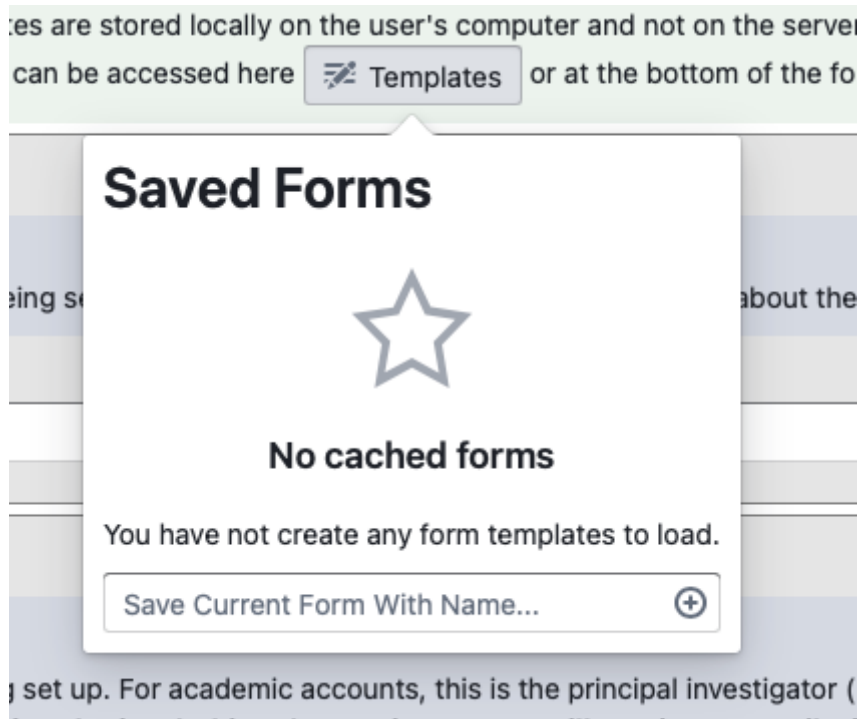 es are stored locally on the user's computer and not on the server
can be accessed here Templates or at the bottom of the fo
Saved Forms
eing se
about the
No cached forms
You have not create any form templates to load.
Save Current Form With Name...
set up. For academic accounts, this is the principal investigator (